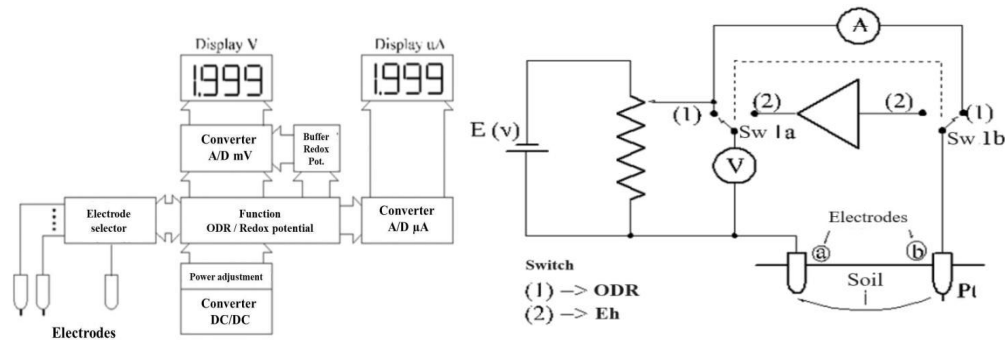 Display V
1.999
Display uA
1.999
Converter
A/D mV
Buffer
Redox
Pot.
Electrode
selector
Function
ODR / Redox potential
Converter
A/D µA
Power adjustment
Converter
DC/DC
Electrodes
A
E (v)
(1)
(2)
(2)
(1)
Sw 1a
Sw 1b
V
Electrodes
a
b
Soil
i
Pt
Switch
(1) –> ODR
(2) –> Eh